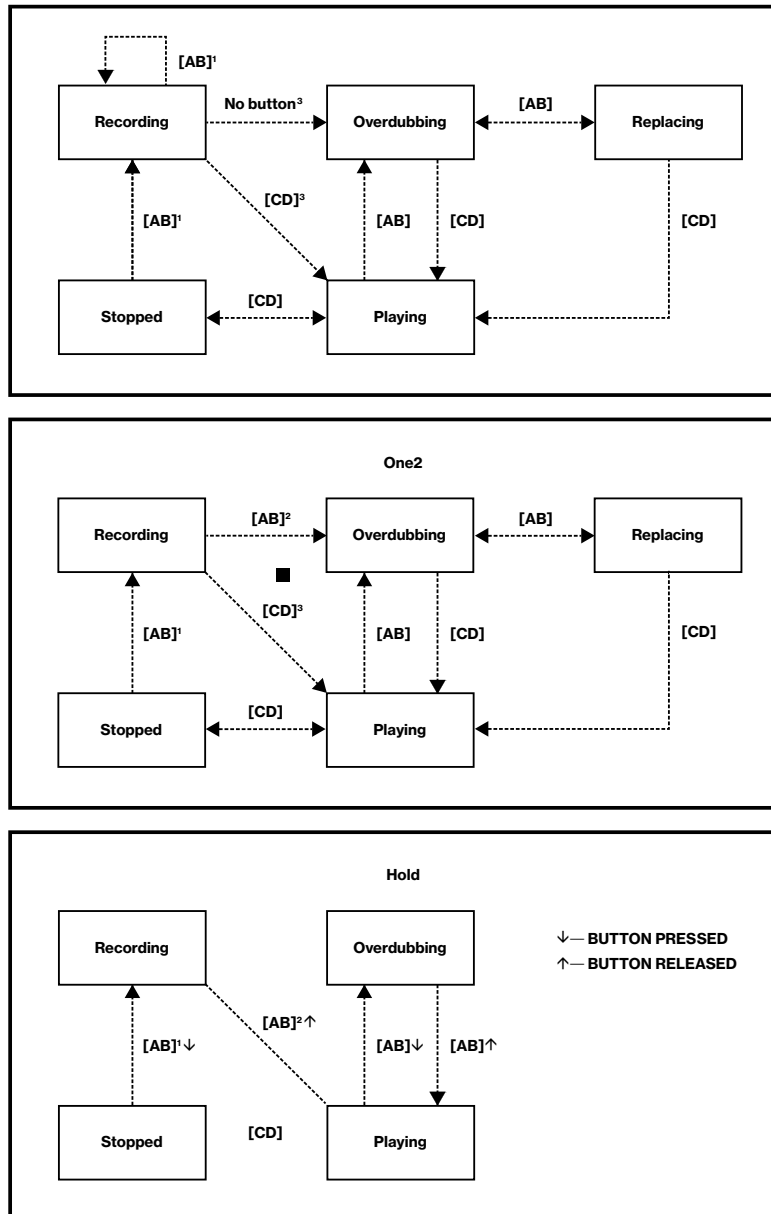 [AB]¹
No button³
Recording
Overdubbing
[AB]
Replacing
[AB]¹
[CD]³
[AB]
[CD]
[CD]
Stopped
[CD]
Playing
One2
Recording
[AB]²
Overdubbing
[AB]
Replacing
[AB]¹
[CD]³
[AB]
[CD]
[CD]
Stopped
[CD]
Playing
Hold
Recording
Overdubbing
↓— BUTTON PRESSED
↑— BUTTON RELEASED
[AB]¹↓
[AB]²↑
[AB]↓
[AB]↑
Stopped
[CD]
Playing